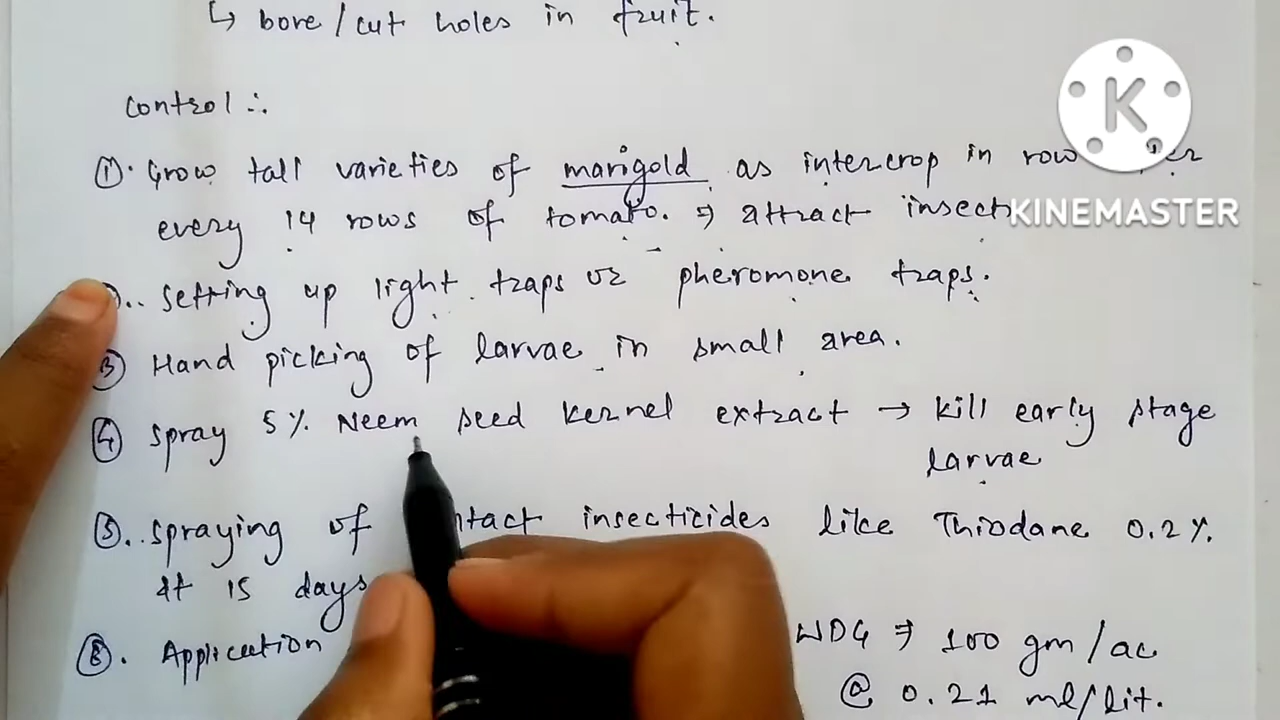 ↳ bore/cut holes in fruit.
Control ∴
①. Grow tall varieties of marigold as intercrop in row
every 14 rows of tomato. ⇒ attract insect
Setting up light traps or pheromone traps.
③ Hand picking of larvae in small area.
④ Spray 5% Neem seed kernel extract → kill early stage
larvae
⑤.. Spraying of insecticides like Thiodane 0.2%.
At 15 days
Application WDG ⇒ 100 gm/ac
@ 0.21 ml/lit.
K
KINEMASTER